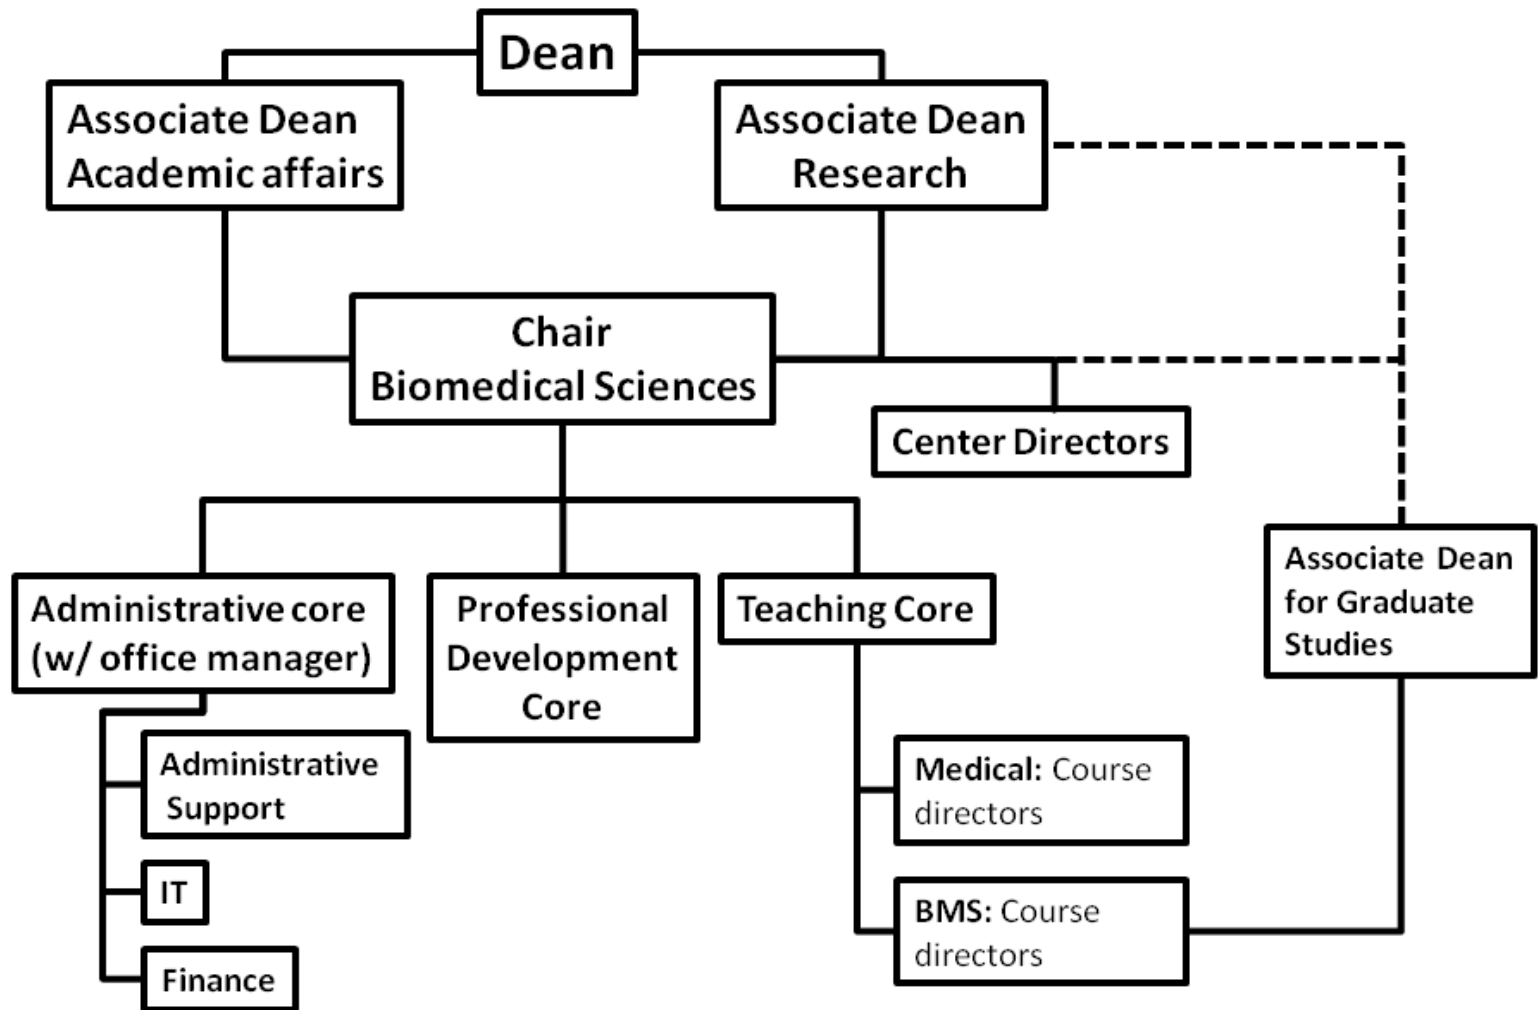 Dean
Associate Dean
Academic affairs
Associate Dean
Research
Chair
Biomedical Sciences
Center Directors
Administrative core
(w/ office manager)
Professional
Development
Core
Teaching Core
Associate Dean
for Graduate
Studies
Administrative
Support
IT
Finance
Medical: Course
directors
BMS: Course
directors